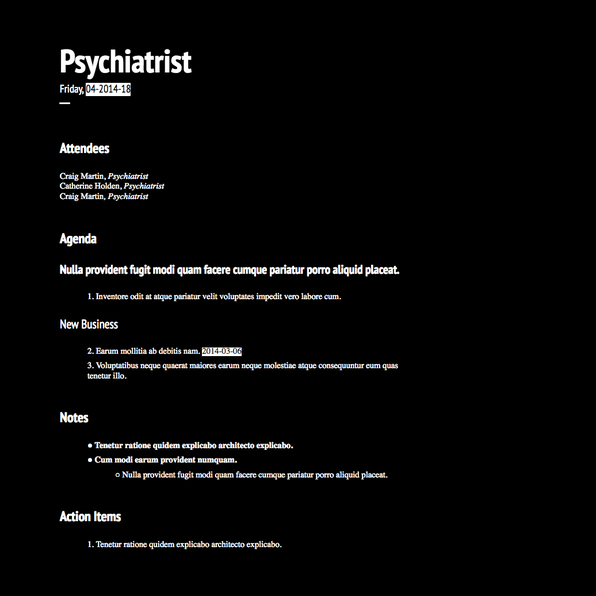 Psychiatrist
Friday, 04-2014-18
Attendees
Craig Martin, Psychiatrist
Catherine Holden, Psychiatrist
Craig Martin, Psychiatrist
Agenda
Nulla provident fugit modi quam facere cumque pariatur porro aliquid placeat.
1. Inventore odit at atque pariatur velit voluptates impedit vero labore cum.
New Business
2. Earum mollitia ab debitis nam. 2014-03-06
3. Voluptatibus neque quaerat maiores earum neque molestiae atque consequuntur eum quas
tenetur illo.
Notes
● Tenetur ratione quidem explicabo architecto explicabo.
● Cum modi earum provident numquam.
○ Nulla provident fugit modi quam facere cumque pariatur porro aliquid placeat.
Action Items
1. Tenetur ratione quidem explicabo architecto explicabo.